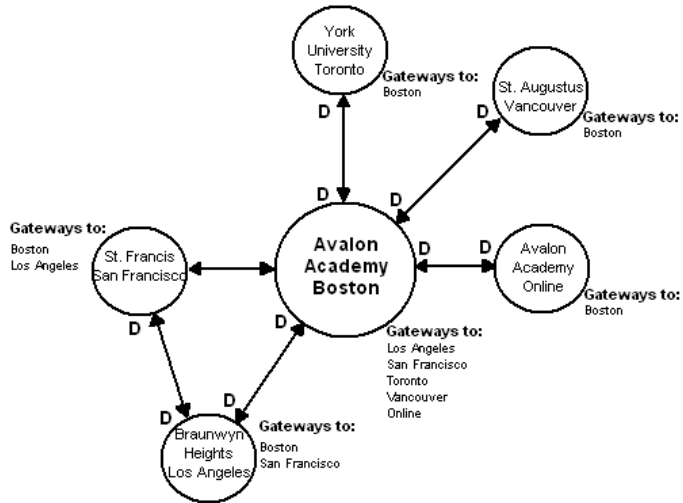 York
University
Toronto
Gateways to:
Boston
D
St. Augustus
Vancouver
D
Gateways to:
Boston
D
D
Gateways to:
Boston
Los Angeles
St. Francis
San Francisco
Avalon
Academy
Boston
D
D
Avalon
Academy
Online
Gateways to:
Boston
D
D
Gateways to:
Los Angeles
San Francisco
Toronto
Vancouver
Online
D
D
Braunwyn
Heights
Los Angeles
Gateways to:
Boston
San Francisco